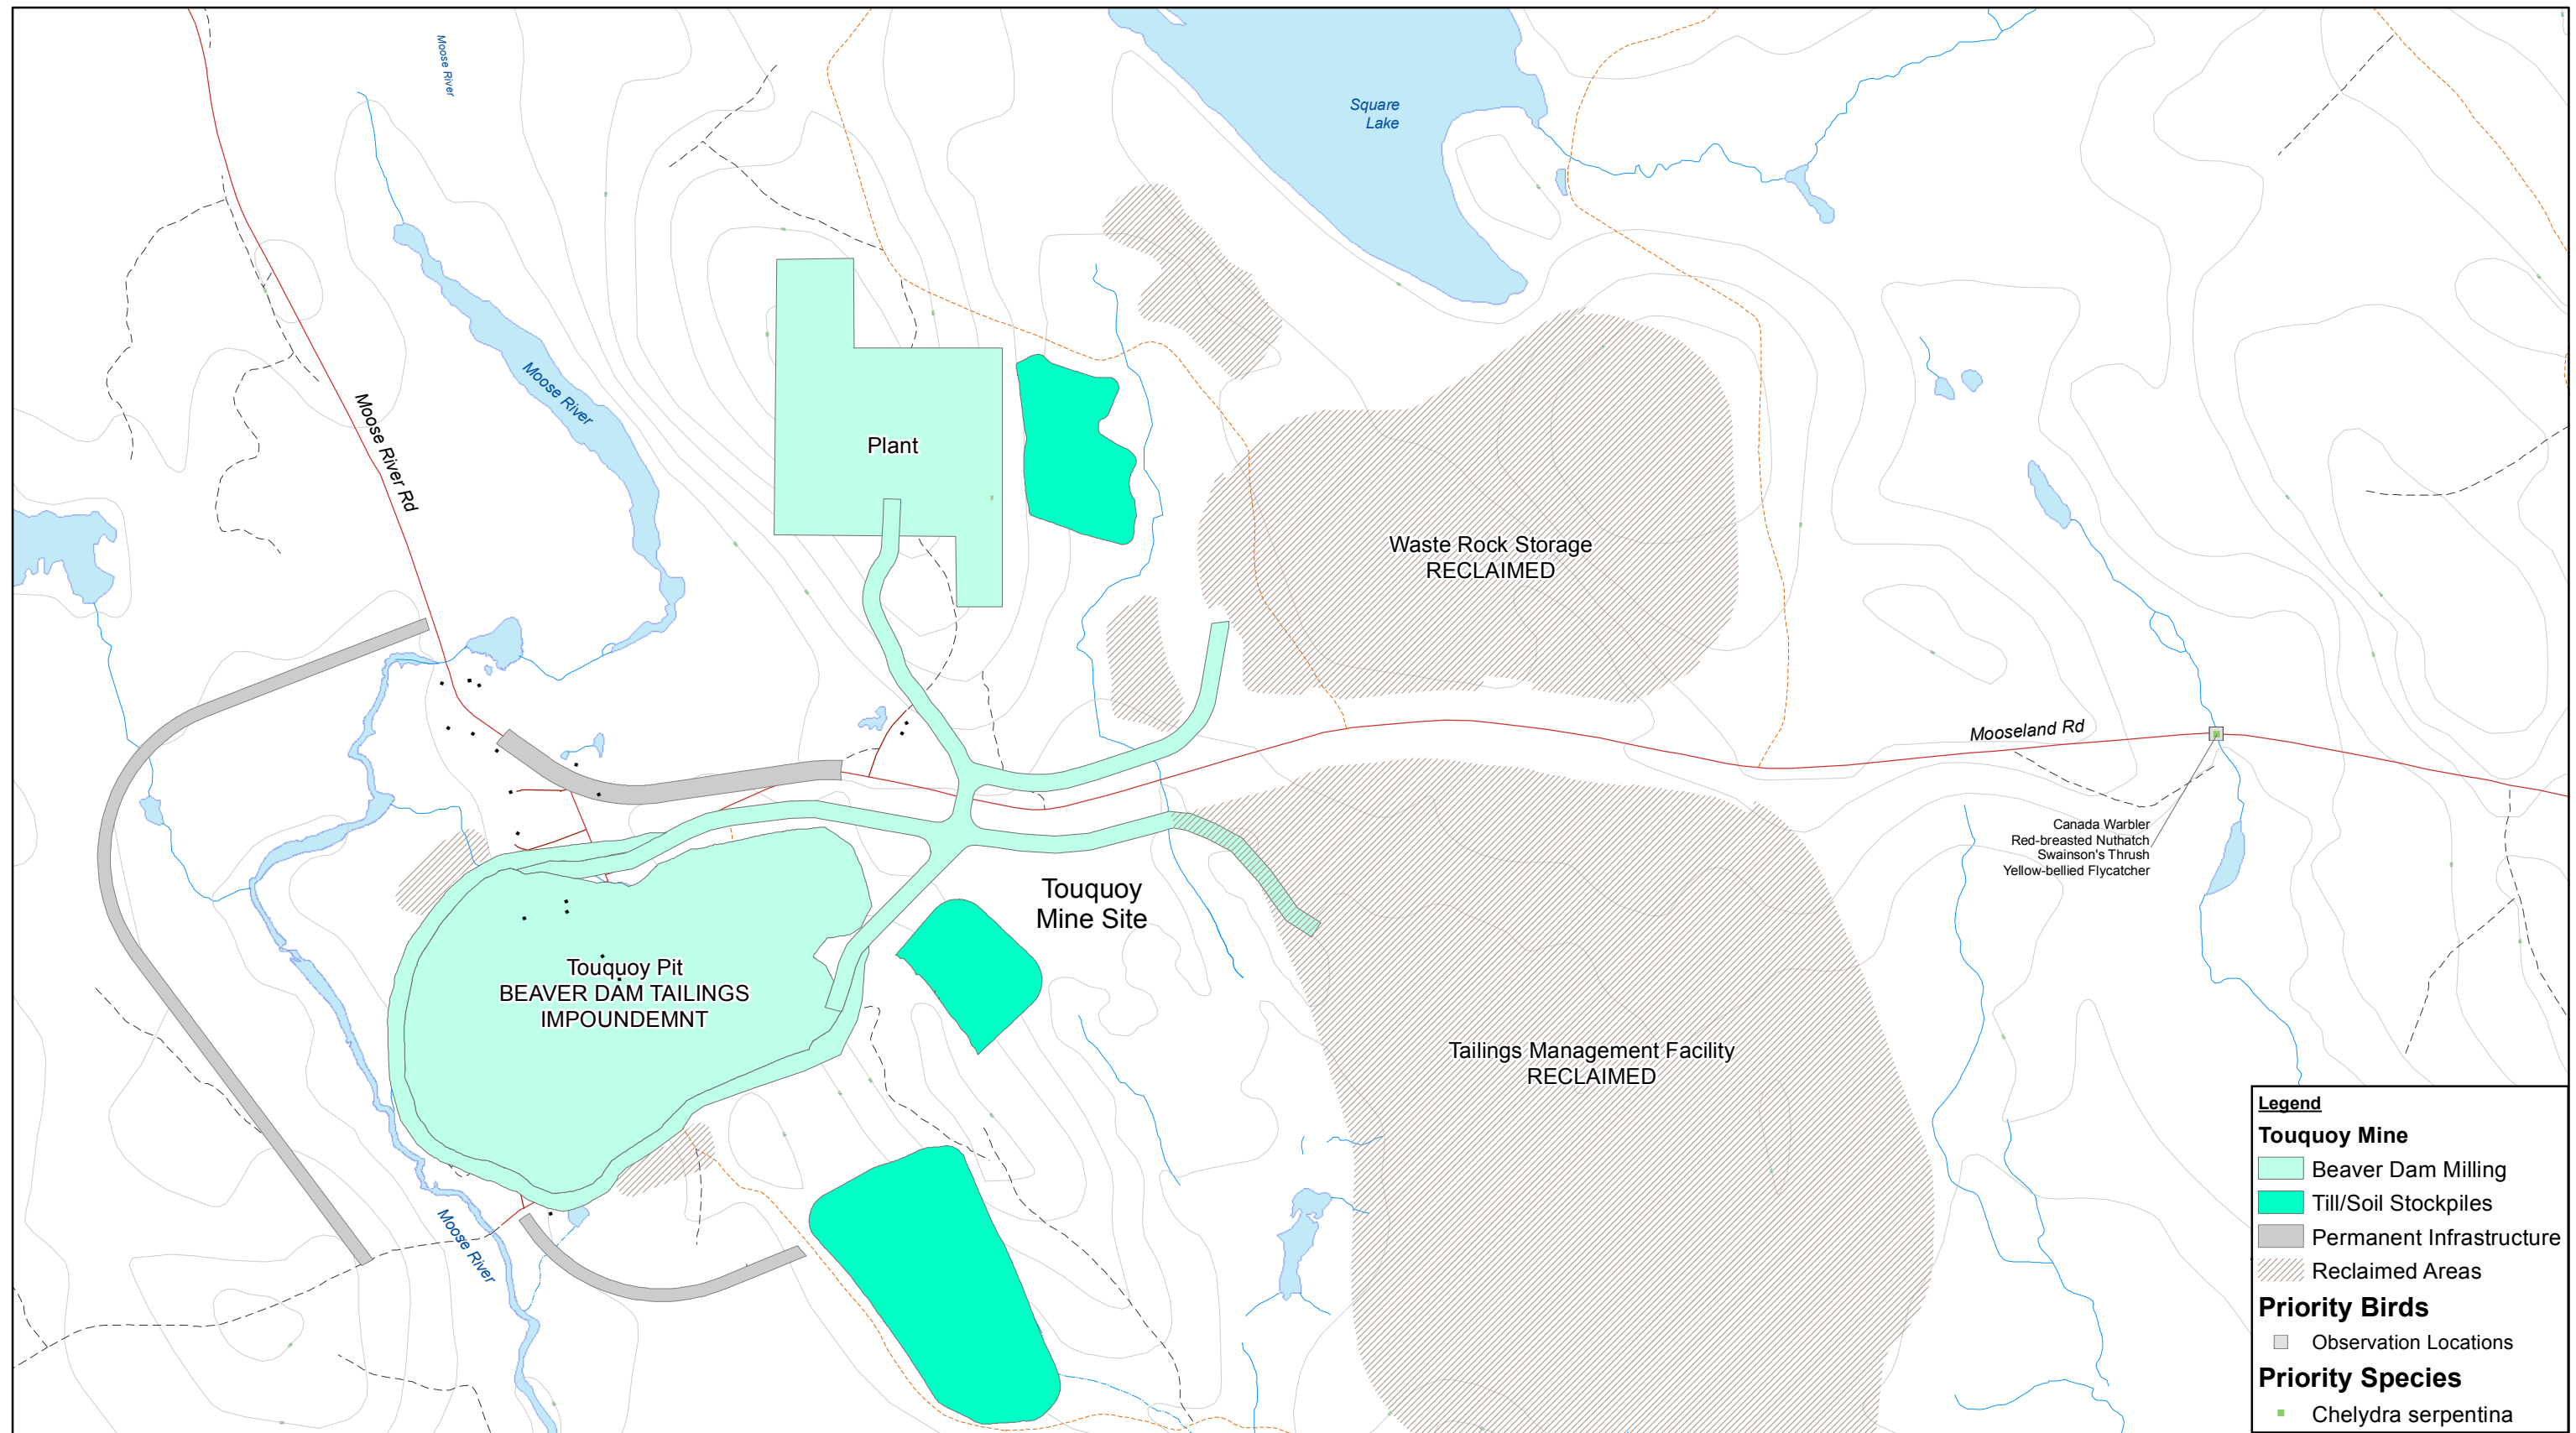 Moose River
Square
Lake
Moose River
Moose River Rd
Plant
Waste Rock Storage
RECLAIMED
Mooseland Rd
Canada Warbler
Red-breasted Nuthatch
Swainson's Thrush
Yellow-bellied Flycatcher
Touquoy
Mine Site
Touquoy Pit
BEAVER DAM TAILINGS
IMPOUNDEMNT
Tailings Management Facility
RECLAIMED
Moose River
Legend
Touquoy Mine
Beaver Dam Milling
Till/Soil Stockpiles
Permanent Infrastructure
Reclaimed Areas
Priority Birds
Observation Locations
Priority Species
Chelydra serpentina